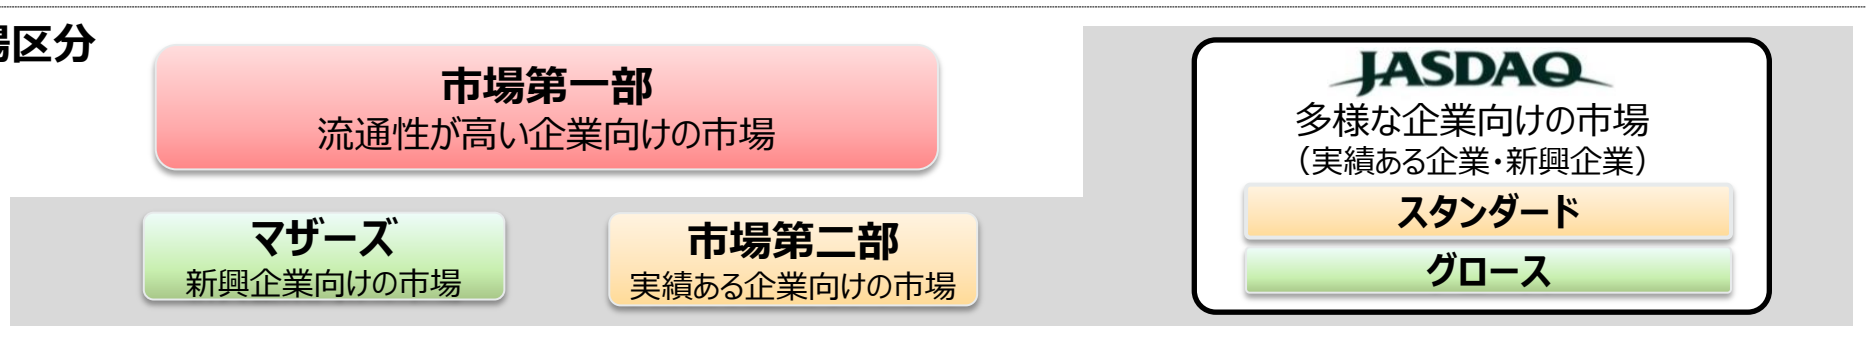 場区分
市場第一部
流通性が高い企業向けの市場
マザーズ
新興企業向けの市場
市場第二部
実績ある企業向けの市場
JASDAQ
多様な企業向けの市場
（実績ある企業・新興企業）
スタンダード
グロース